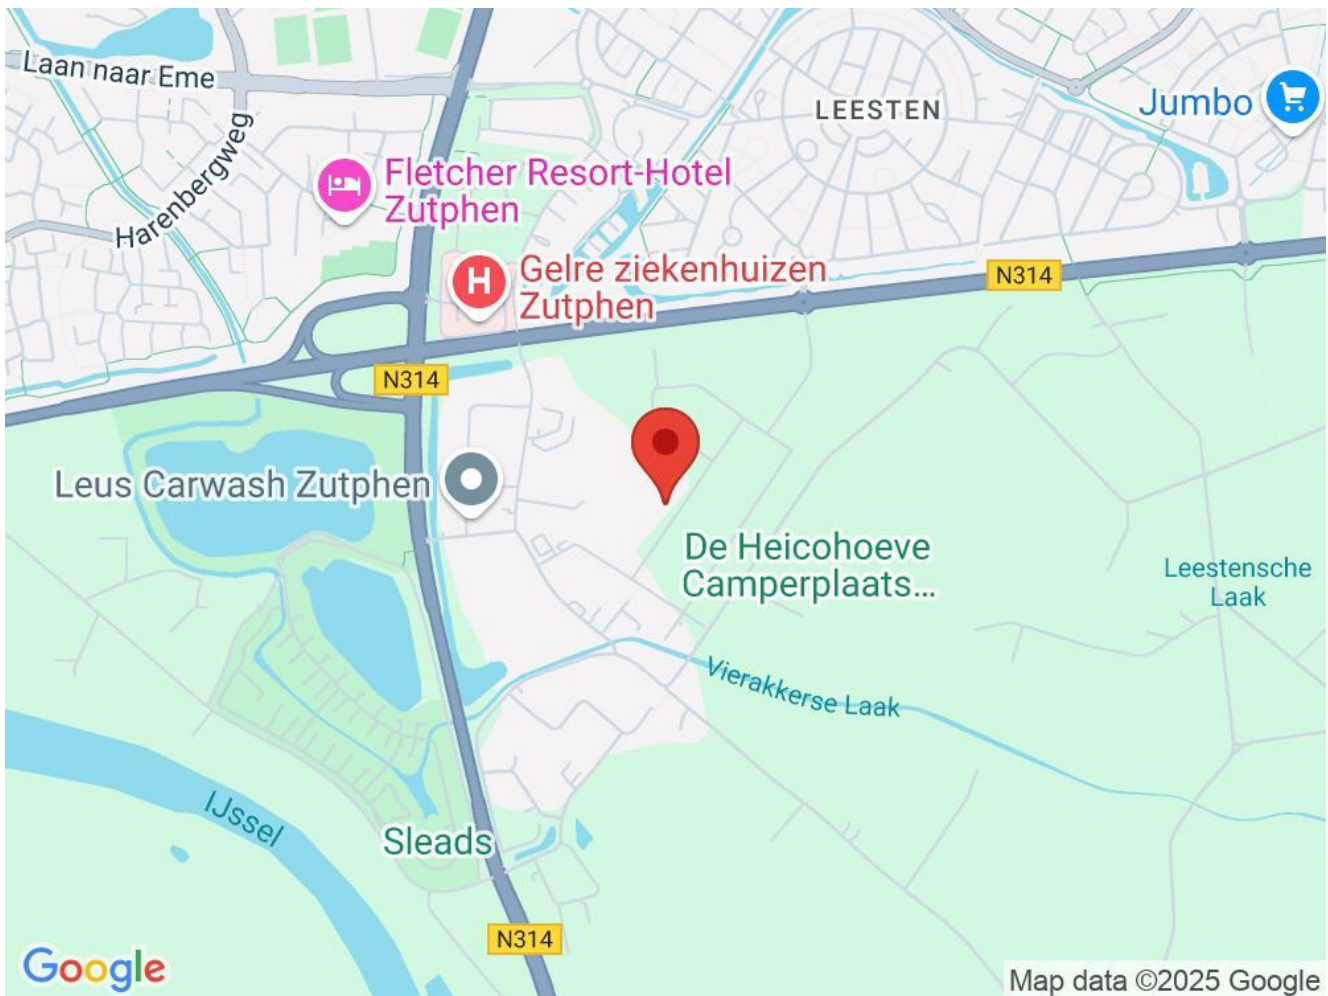 Laan naar Eme
Harenbergweg
LEESTEN
Jumbo
Fletcher Resort-Hotel
Zutphen
Gelre ziekenhuizen
Zutphen
N314
N314
Leus Carwash Zutphen
De Heicohoeve
Camperplaats...
Leestensche
Laak
Vierakkerse Laak
IJssel
Sleads
N314
Google
Map data ©2025 Google